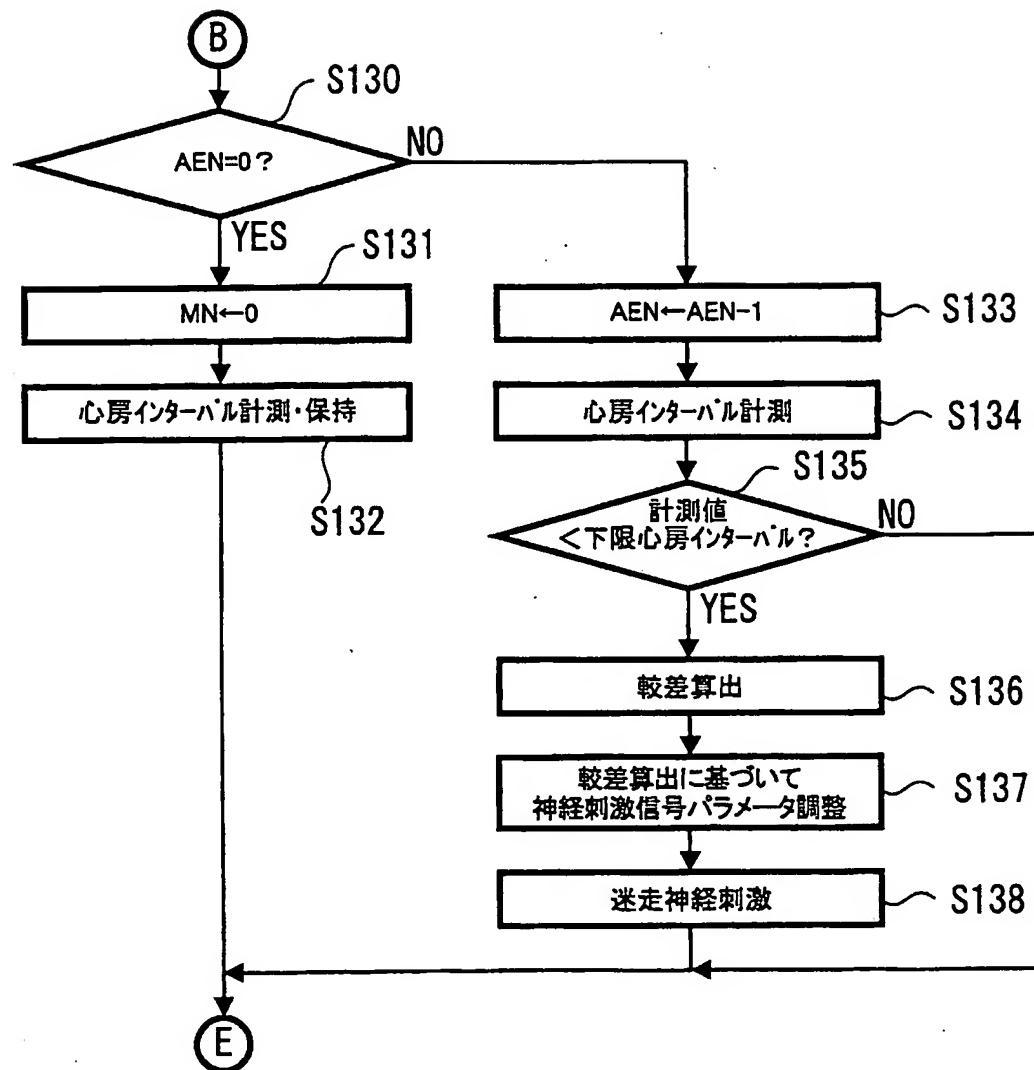 B
S130
AEN=0?
NO
YES
S131
MN←0
AEN←AEN-1
S133
心房インターバル計測・保持
心房インターバル計測
S134
S132
S135
計測値
<下限心房インターバル?
NO
YES
較差算出
S136
較差算出に基づいて
神経刺激信号パラメータ調整
S137
迷走神経刺激
S138
E